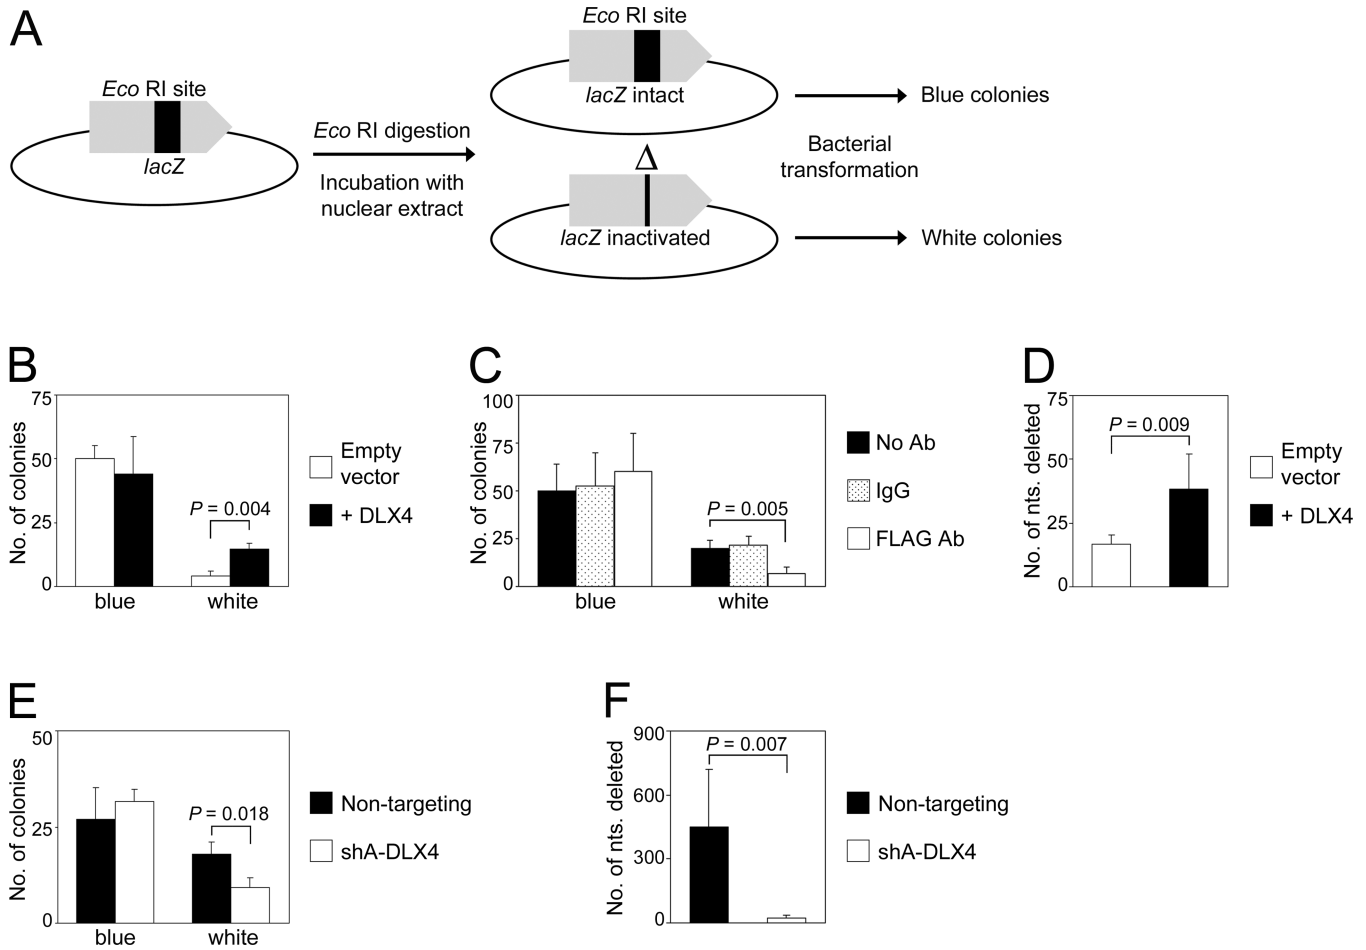 A
Eco RI site
lacZ
Eco RI digestion
Incubation with
nuclear extract
Eco RI site
lacZ intact
Δ
lacZ inactivated
Blue colonies
Bacterial
transformation
White colonies
B
No. of colonies
75
50
25
0
P = 0.004
blue
white
Empty
vector
+ DLX4
C
No. of colonies
100
75
50
25
0
P = 0.005
blue
white
No Ab
IgG
FLAG Ab
D
No. of nts. deleted
75
50
25
0
P = 0.009
Empty
vector
+ DLX4
E
No. of colonies
50
25
0
P = 0.018
blue
white
Non-targeting
shA-DLX4
F
No. of nts. deleted
900
600
300
0
P = 0.007
Non-targeting
shA-DLX4